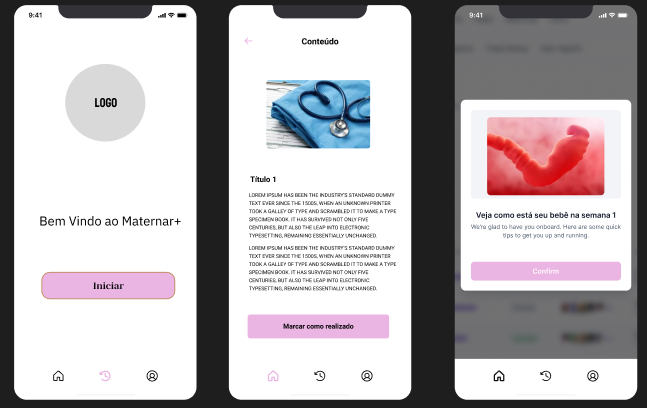 9:41
LOGO
Bem Vindo ao Maternar+
Iniciar
Conteúdo
Título 1
LOREM IPSUM HAS BEEN THE INDUSTRY'S STANDARD DUMMY
TEXT EVER SINCE THE 1500S, WHEN AN UNKNOWN PRINTER
TOOK A GALLEY OF TYPE AND SCRAMBLED IT TO MAKE A TYPE
SPECIMEN BOOK. IT HAS SURVIVED NOT ONLY FIVE
CENTURIES, BUT ALSO THE LEAP INTO ELECTRONIC
TYPESETTING, REMAINING ESSENTIALLY UNCHANGED.
LOREM IPSUM HAS BEEN THE INDUSTRY'S STANDARD DUMMY
TEXT EVER SINCE THE 1500S, WHEN AN UNKNOWN PRINTER
TOOK A GALLEY OF TYPE AND SCRAMBLED IT TO MAKE A TYPE
SPECIMEN BOOK. IT HAS SURVIVED NOT ONLY FIVE
CENTURIES, BUT ALSO THE LEAP INTO ELECTRONIC
TYPESETTING, REMAINING ESSENTIALLY UNCHANGED.
Marcar como realizado
9:41
Veja como está seu bebê na semana 1
We're glad to have you onboard. Here are some quick
tips to get you up and running.
Confirm